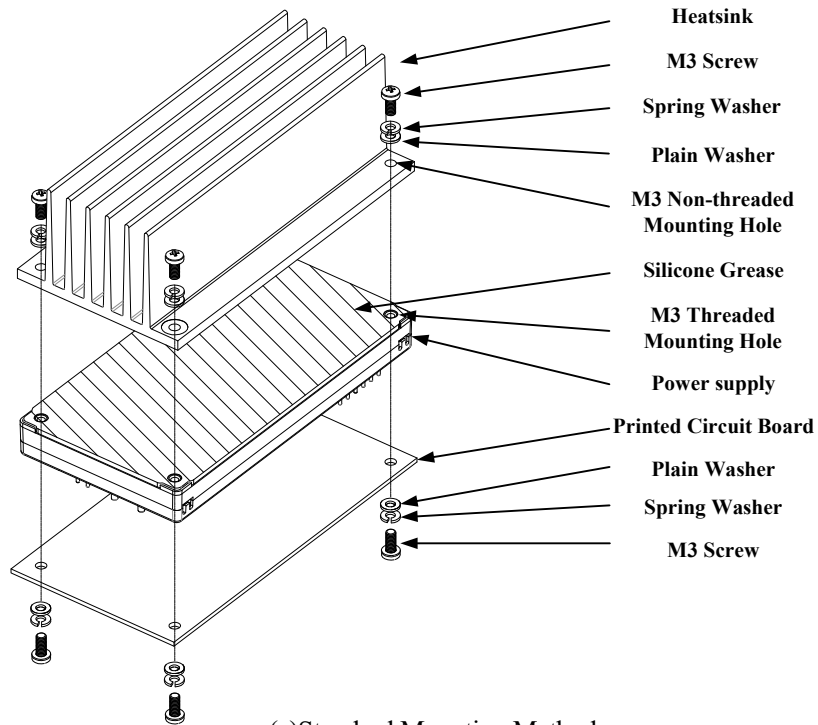 Heatsink
M3 Screw
Spring Washer
Plain Washer
M3 Non-threaded
Mounting Hole
Silicone Grease
M3 Threaded
Mounting Hole
Power supply
Printed Circuit Board
Plain Washer
Spring Washer
M3 Screw